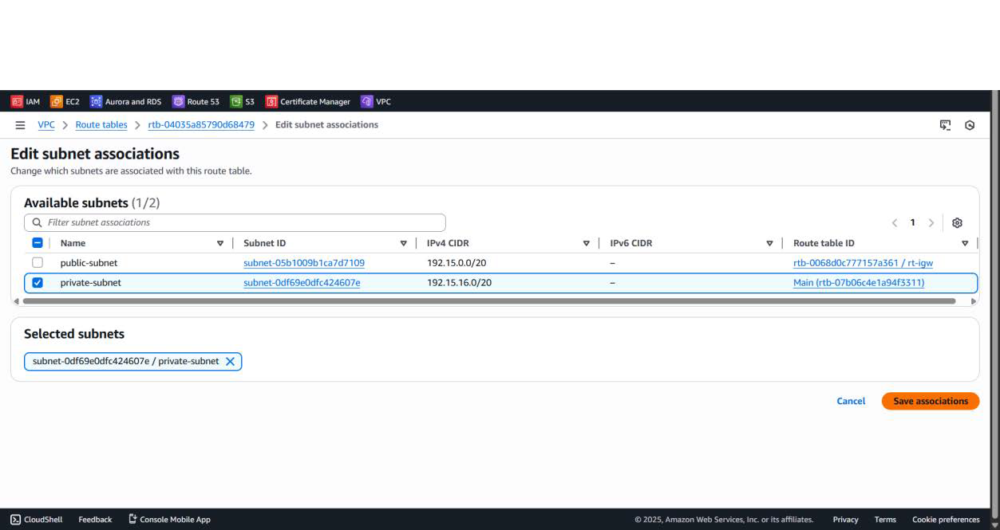 IAM EC2 Aurora and RDS Route 53 S3 Certificate Manager VPC
VPC > Route tables > rtb-04035a85790d68479 > Edit subnet associations
Edit subnet associations
Change which subnets are associated with this route table.
Available subnets (1/2)
Filter subnet associations
< 1 >
Name Subnet ID IPv4 CIDR IPv6 CIDR Route table ID
public-subnet subnet-05b1009b1ca7d7109 192.15.0.0/20 – rtb-0068d0c777157a361 / rt-igw
private-subnet subnet-0df69e0dfc424607e 192.15.16.0/20 – Main (rtb-07b06c4e1a94f3311)
Selected subnets
subnet-0df69e0dfc424607e / private-subnet
Cancel Save associations
CloudShell Feedback Console Mobile App © 2025, Amazon Web Services, Inc. or its affiliates. Privacy Terms Cookie preferences